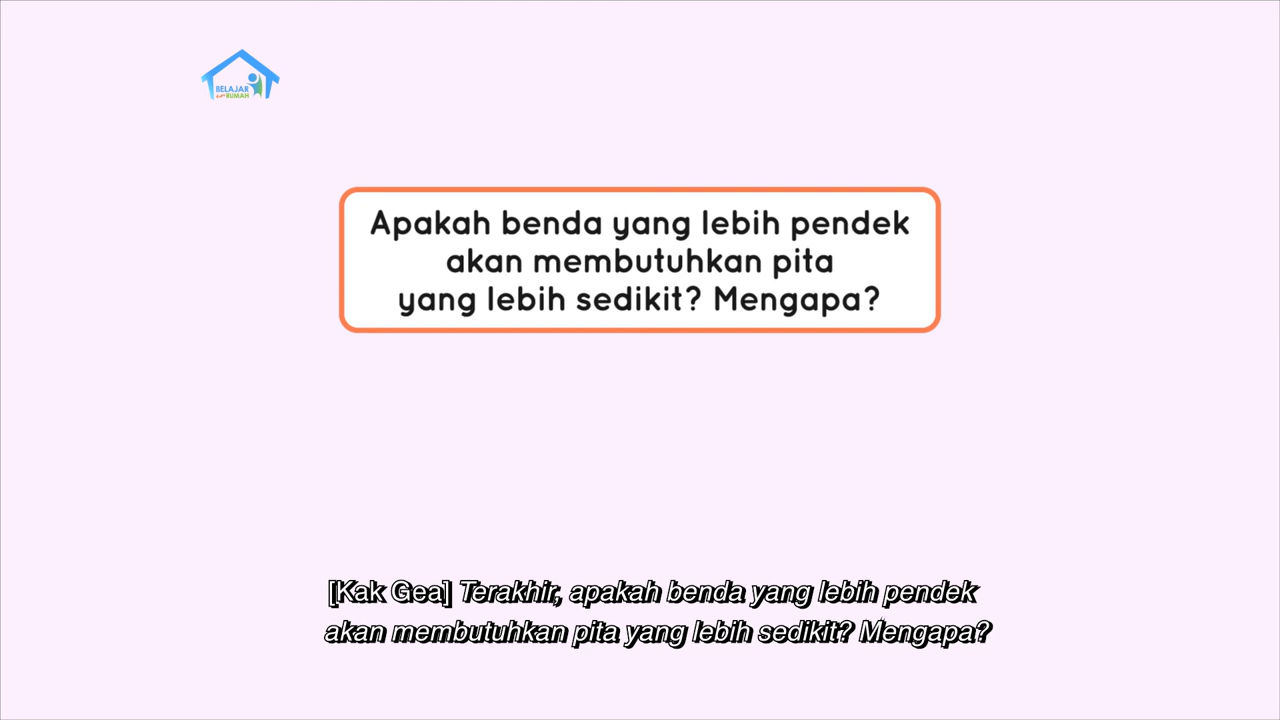 BELAJAR
dari RUMAH
Apakah benda yang lebih pendek
akan membutuhkan pita
yang lebih sedikit? Mengapa?
[Kak Gea] Terakhir, apakah benda yang lebih pendek
akan membutuhkan pita yang lebih sedikit? Mengapa?